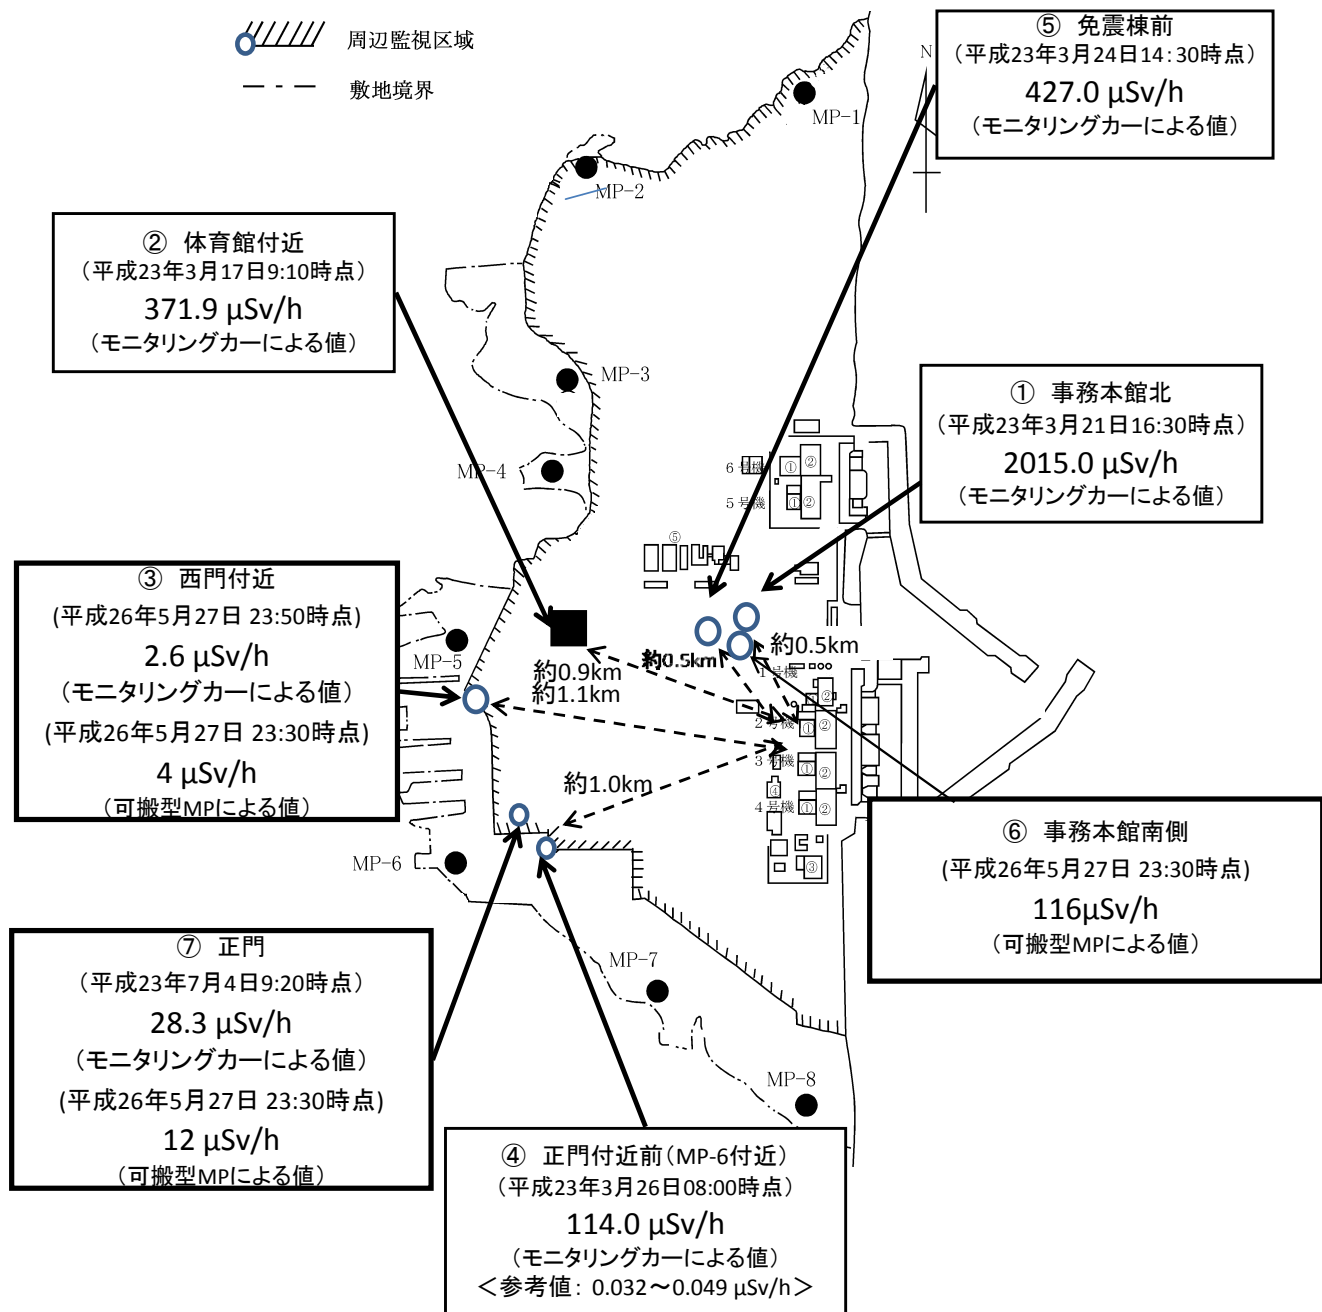 周辺監視区域
敷地境界
⑤ 免震棟前
(平成23年3月24日14:30時点)
427.0 μSv/h
(モニタリングカーによる値)
N
MP-1
MP-2
② 体育館付近
(平成23年3月17日9:10時点)
371.9 μSv/h
(モニタリングカーによる値)
MP-3
MP-4
① 事務本館北
(平成23年3月21日16:30時点)
2015.0 μSv/h
(モニタリングカーによる値)
6号機
① ②
5号機
① ②
⑤
③ 西門付近
(平成26年5月27日 23:50時点)
2.6 μSv/h
(モニタリングカーによる値)
(平成26年5月27日 23:30時点)
4 μSv/h
(可搬型MPによる値)
MP-5
約0.5km
約0.5km
約0.9km
約1.1km
1号機
②
2号機
① ②
3号機
① ②
約1.0km
④
4号機
① ②
③
MP-6
⑥ 事務本館南側
(平成26年5月27日 23:30時点)
116μSv/h
(可搬型MPによる値)
⑦ 正門
(平成23年7月4日9:20時点)
28.3 μSv/h
(モニタリングカーによる値)
(平成26年5月27日 23:30時点)
12 μSv/h
(可搬型MPによる値)
MP-7
MP-8
④ 正門付近前(MP-6付近)
(平成23年3月26日08:00時点)
114.0 μSv/h
(モニタリングカーによる値)
<参考値: 0.032～0.049 μSv/h>